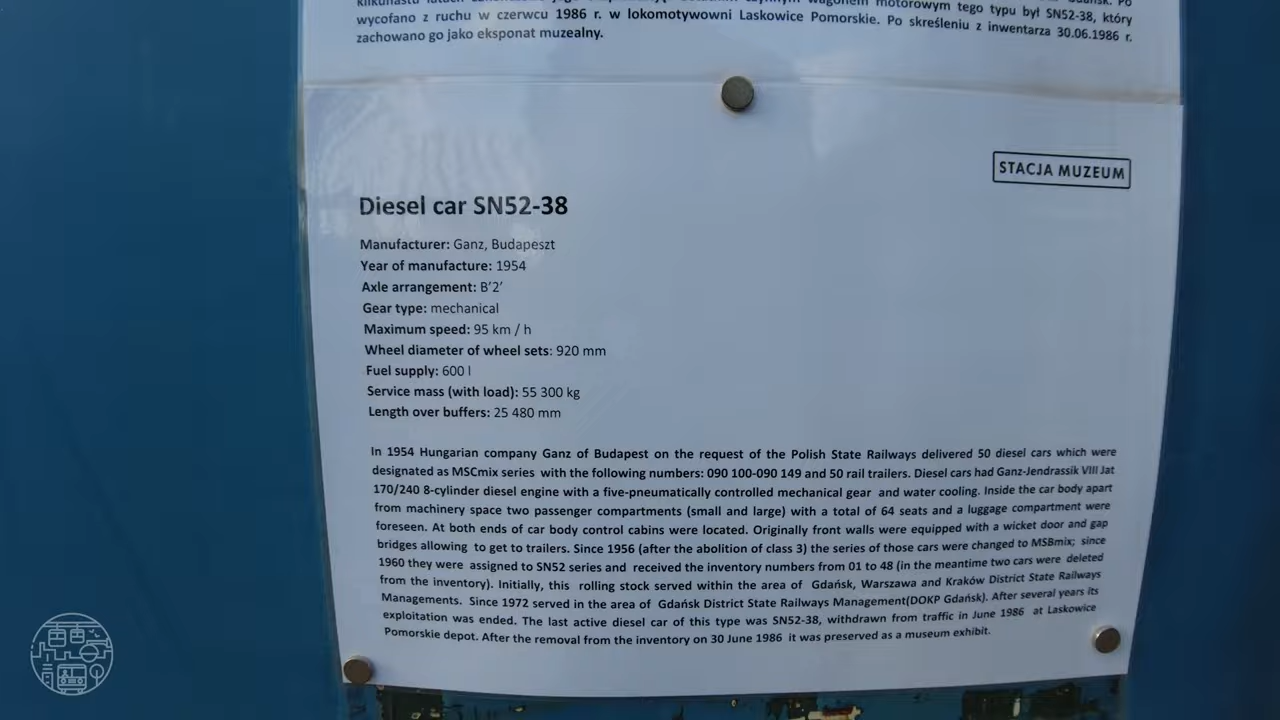 wagonem motorowym tego typu był SN52-38, który
wycofano z ruchu w czerwcu 1986 r. w lokomotywowni Laskowice Pomorskie. Po skreśleniu z inwentarza 30.06.1986 r.
zachowano go jako eksponat muzealny.
STACJA MUZEUM
Diesel car SN52-38
Manufacturer: Ganz, Budapeszt
Year of manufacture: 1954
Axle arrangement: B'2'
Gear type: mechanical
Maximum speed: 95 km / h
Wheel diameter of wheel sets: 920 mm
Fuel supply: 600 l
Service mass (with load): 55 300 kg
Length over buffers: 25 480 mm
In 1954 Hungarian company Ganz of Budapest on the request of the Polish State Railways delivered 50 diesel cars which were
designated as MSCmix series with the following numbers: 090 100-090 149 and 50 rail trailers. Diesel cars had Ganz-Jendrassik VIII Jat
170/240 8-cylinder diesel engine with a five-pneumatically controlled mechanical gear and water cooling. Inside the car body apart
from machinery space two passenger compartments (small and large) with a total of 64 seats and a luggage compartment were
foreseen. At both ends of car body control cabins were located. Originally front walls were equipped with a wicket door and gap
bridges allowing to get to trailers. Since 1956 (after the abolition of class 3) the series of those cars were changed to MSBmix; since
1960 they were assigned to SN52 series and received the inventory numbers from 01 to 48 (in the meantime two cars were deleted
from the inventory). Initially, this rolling stock served within the area of Gdańsk, Warszawa and Kraków District State Railways
Managements. Since 1972 served in the area of Gdańsk District State Railways Management(DOKP Gdańsk). After several years its
exploitation was ended. The last active diesel car of this type was SN52-38, withdrawn from traffic in June 1986 at Laskowice
Pomorskie depot. After the removal from the inventory on 30 June 1986 it was preserved as a museum exhibit.